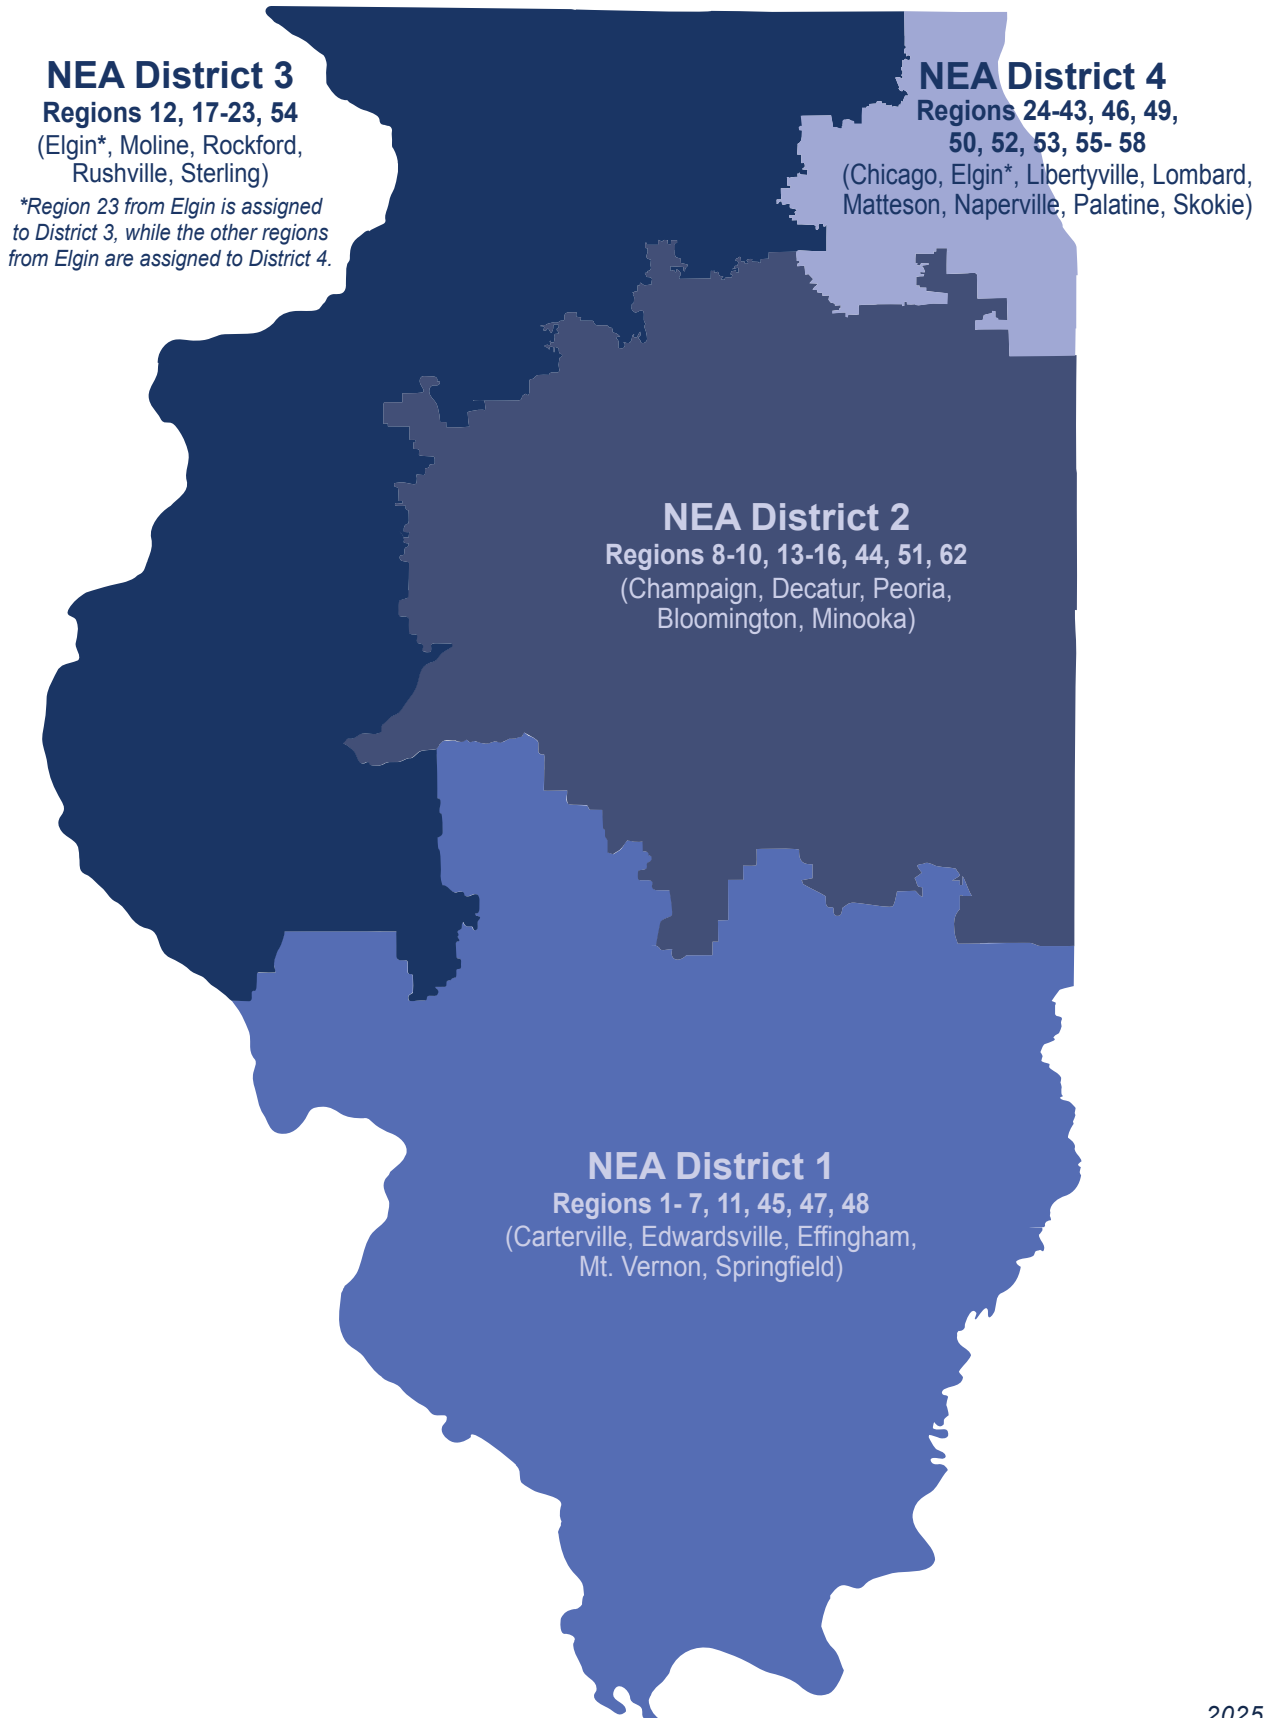 NEA District 3
Regions 12, 17-23, 54
(Elgin*, Moline, Rockford,
Rushville, Sterling)
*Region 23 from Elgin is assigned
to District 3, while the other regions
from Elgin are assigned to District 4.
NEA District 4
Regions 24-43, 46, 49,
50, 52, 53, 55- 58
(Chicago, Elgin*, Libertyville, Lombard,
Matteson, Naperville, Palatine, Skokie)
NEA District 2
Regions 8-10, 13-16, 44, 51, 62
(Champaign, Decatur, Peoria,
Bloomington, Minooka)
NEA District 1
Regions 1- 7, 11, 45, 47, 48
(Carterville, Edwardsville, Effingham,
Mt. Vernon, Springfield)
2025